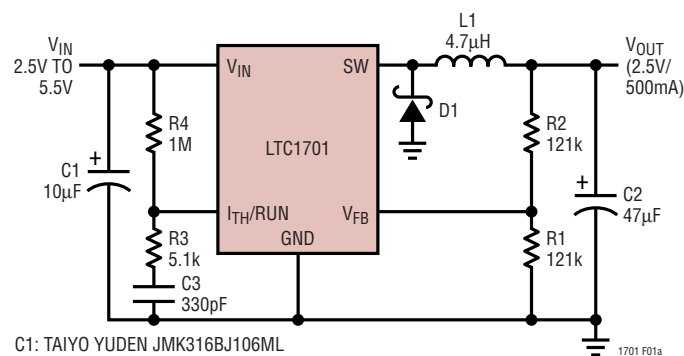 L1
4.7µH
VIN
2.5V TO
5.5V
VIN
SW
VOUT
(2.5V/
500mA)
D1
R4
1M
R2
121k
LTC1701
C1
10µF
+
+
C2
47µF
ITH/RUN
VFB
GND
R3
5.1k
R1
121k
C3
330pF
C1: TAIYO YUDEN JMK316BJ106ML
1701 F01a